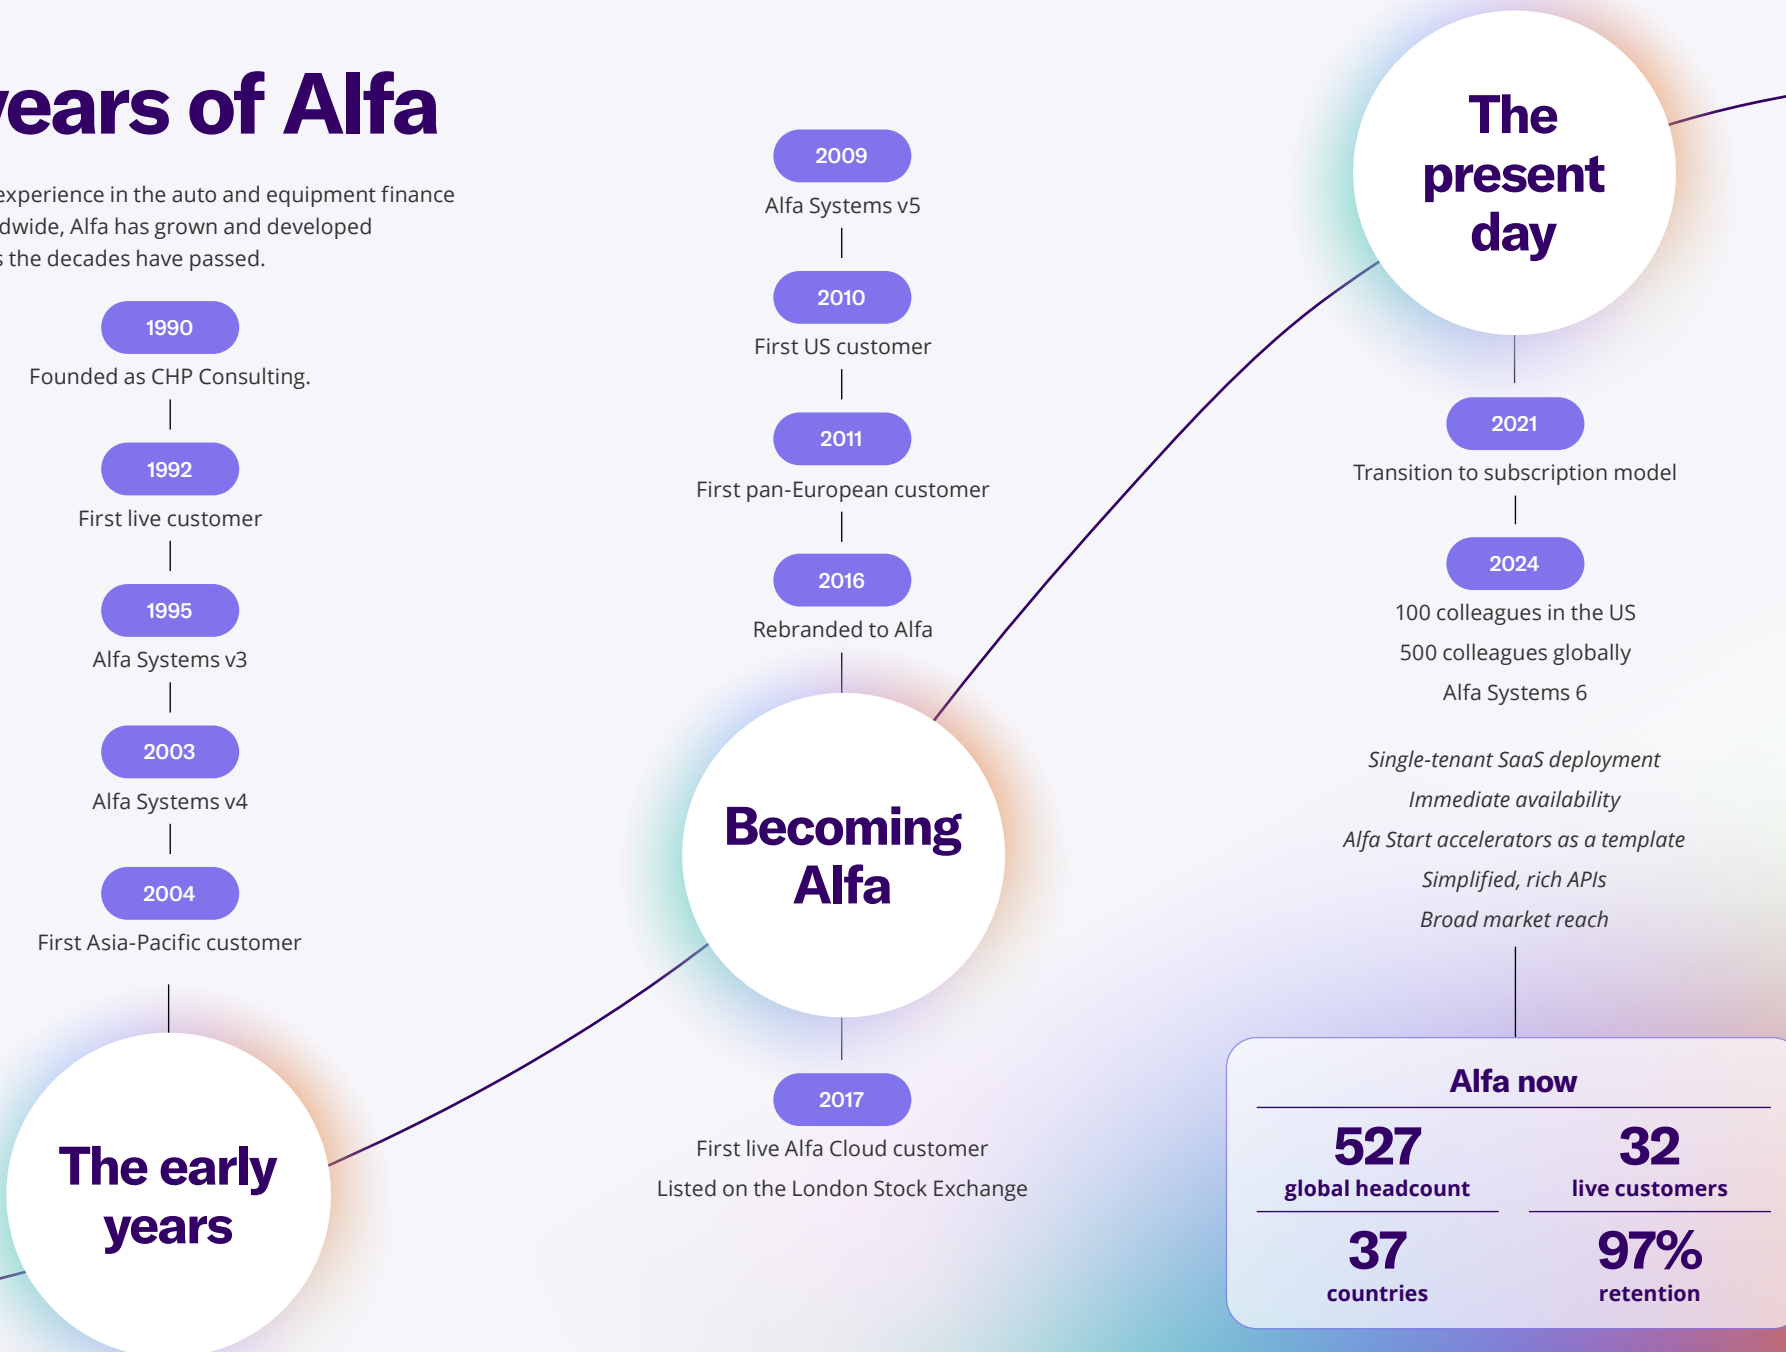 years of Alfa
experience in the auto and equipment finance
dwide, Alfa has grown and developed
s the decades have passed.
1990
Founded as CHP Consulting.
1992
First live customer
1995
Alfa Systems v3
2003
Alfa Systems v4
2004
First Asia-Pacific customer
The early
years
2009
Alfa Systems v5
2010
First US customer
2011
First pan-European customer
2016
Rebranded to Alfa
Becoming
Alfa
2017
First live Alfa Cloud customer
Listed on the London Stock Exchange
The
present
day
2021
Transition to subscription model
2024
100 colleagues in the US
500 colleagues globally
Alfa Systems 6
Single-tenant SaaS deployment
Immediate availability
Alfa Start accelerators as a template
Simplified, rich APIs
Broad market reach
Alfa now
527
global headcount
32
live customers
37
countries
97%
retention